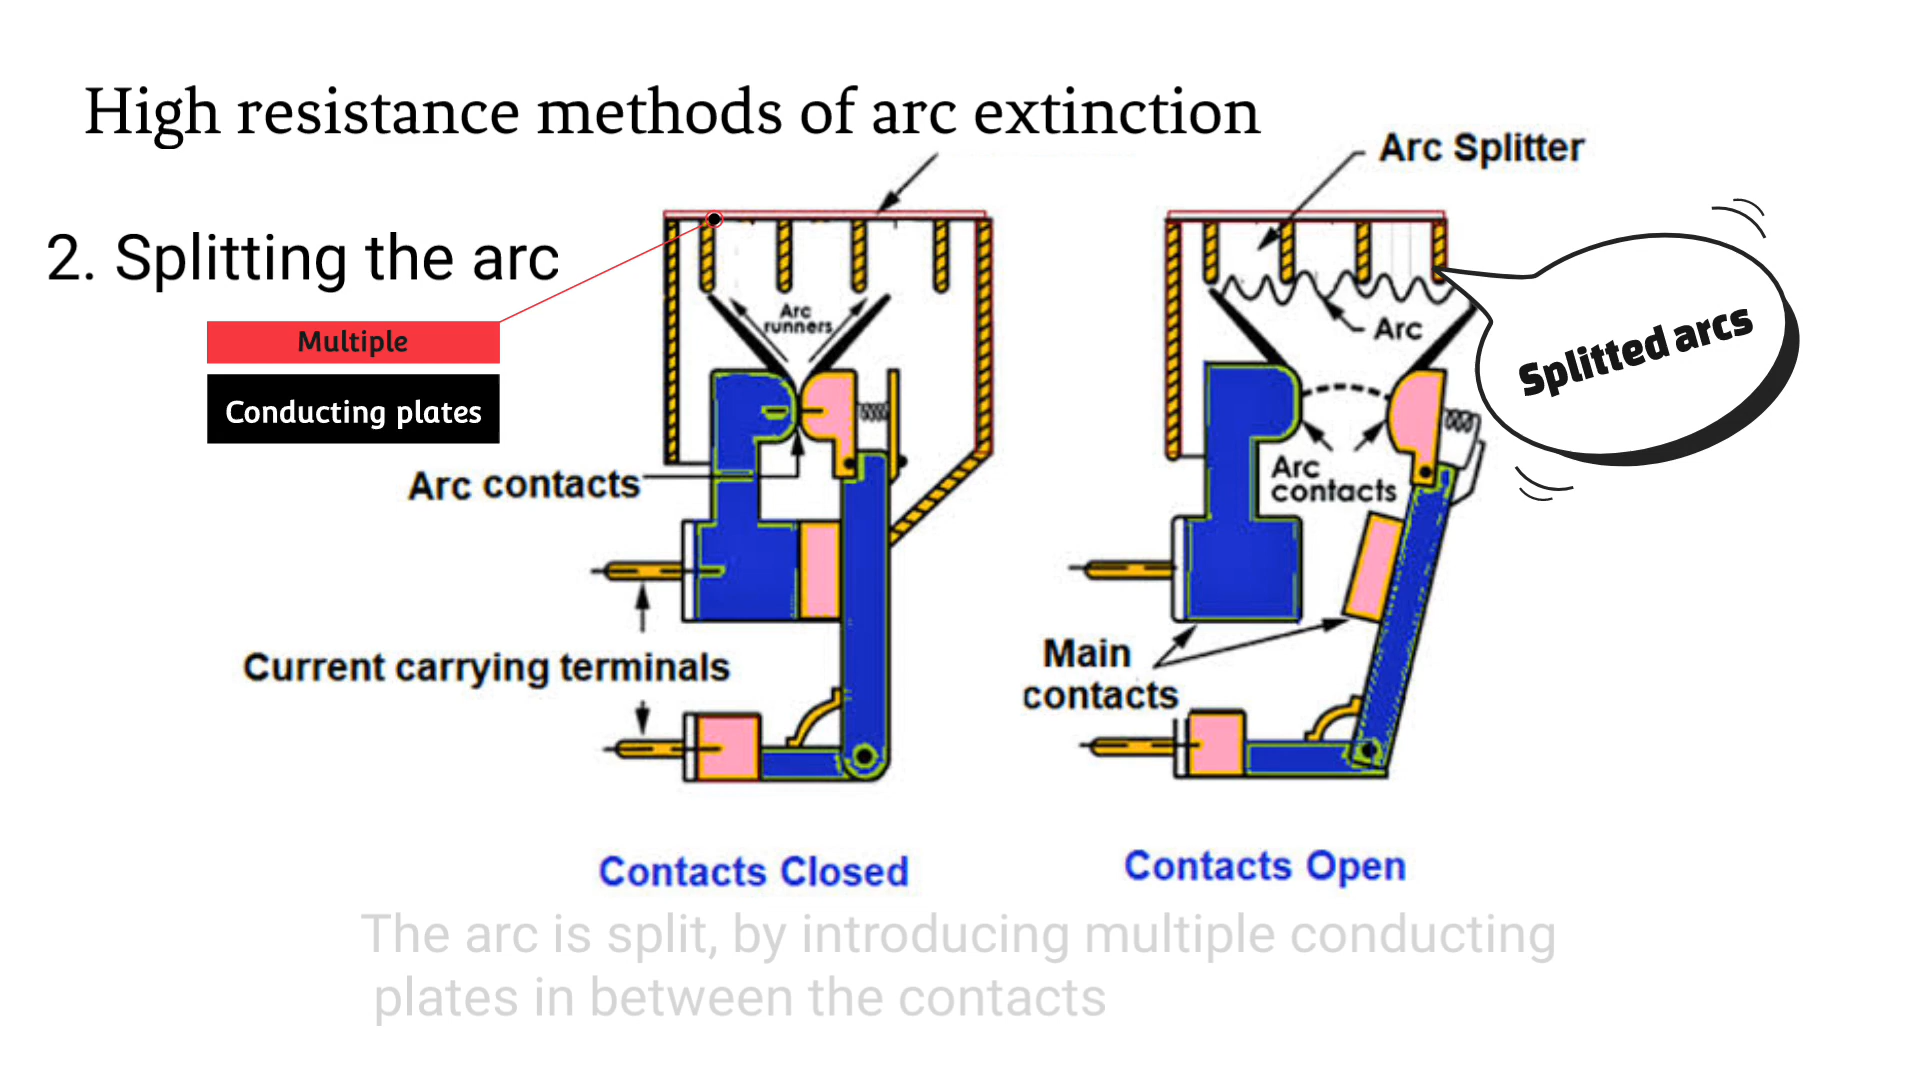 High resistance methods of arc extinction
Arc Splitter
2. Splitting the arc
Multiple
Conducting plates
Arc
runners
Arc
Splitted arcs
Arc contacts
Arc
contacts
Current carrying terminals
Main
contacts
Contacts Closed
Contacts Open
The arc is split, by introducing multiple conducting
plates in between the contacts